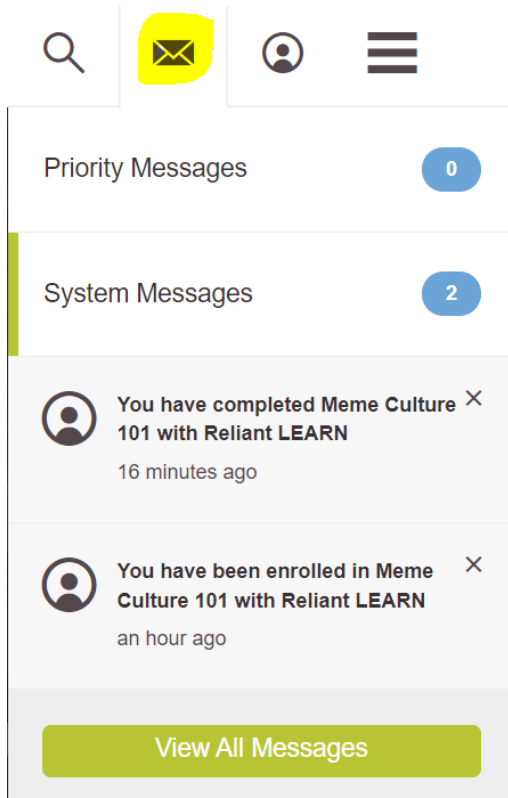 Priority Messages 0
System Messages 2
You have completed Meme Culture
101 with Reliant LEARN
16 minutes ago
You have been enrolled in Meme
Culture 101 with Reliant LEARN
an hour ago
View All Messages